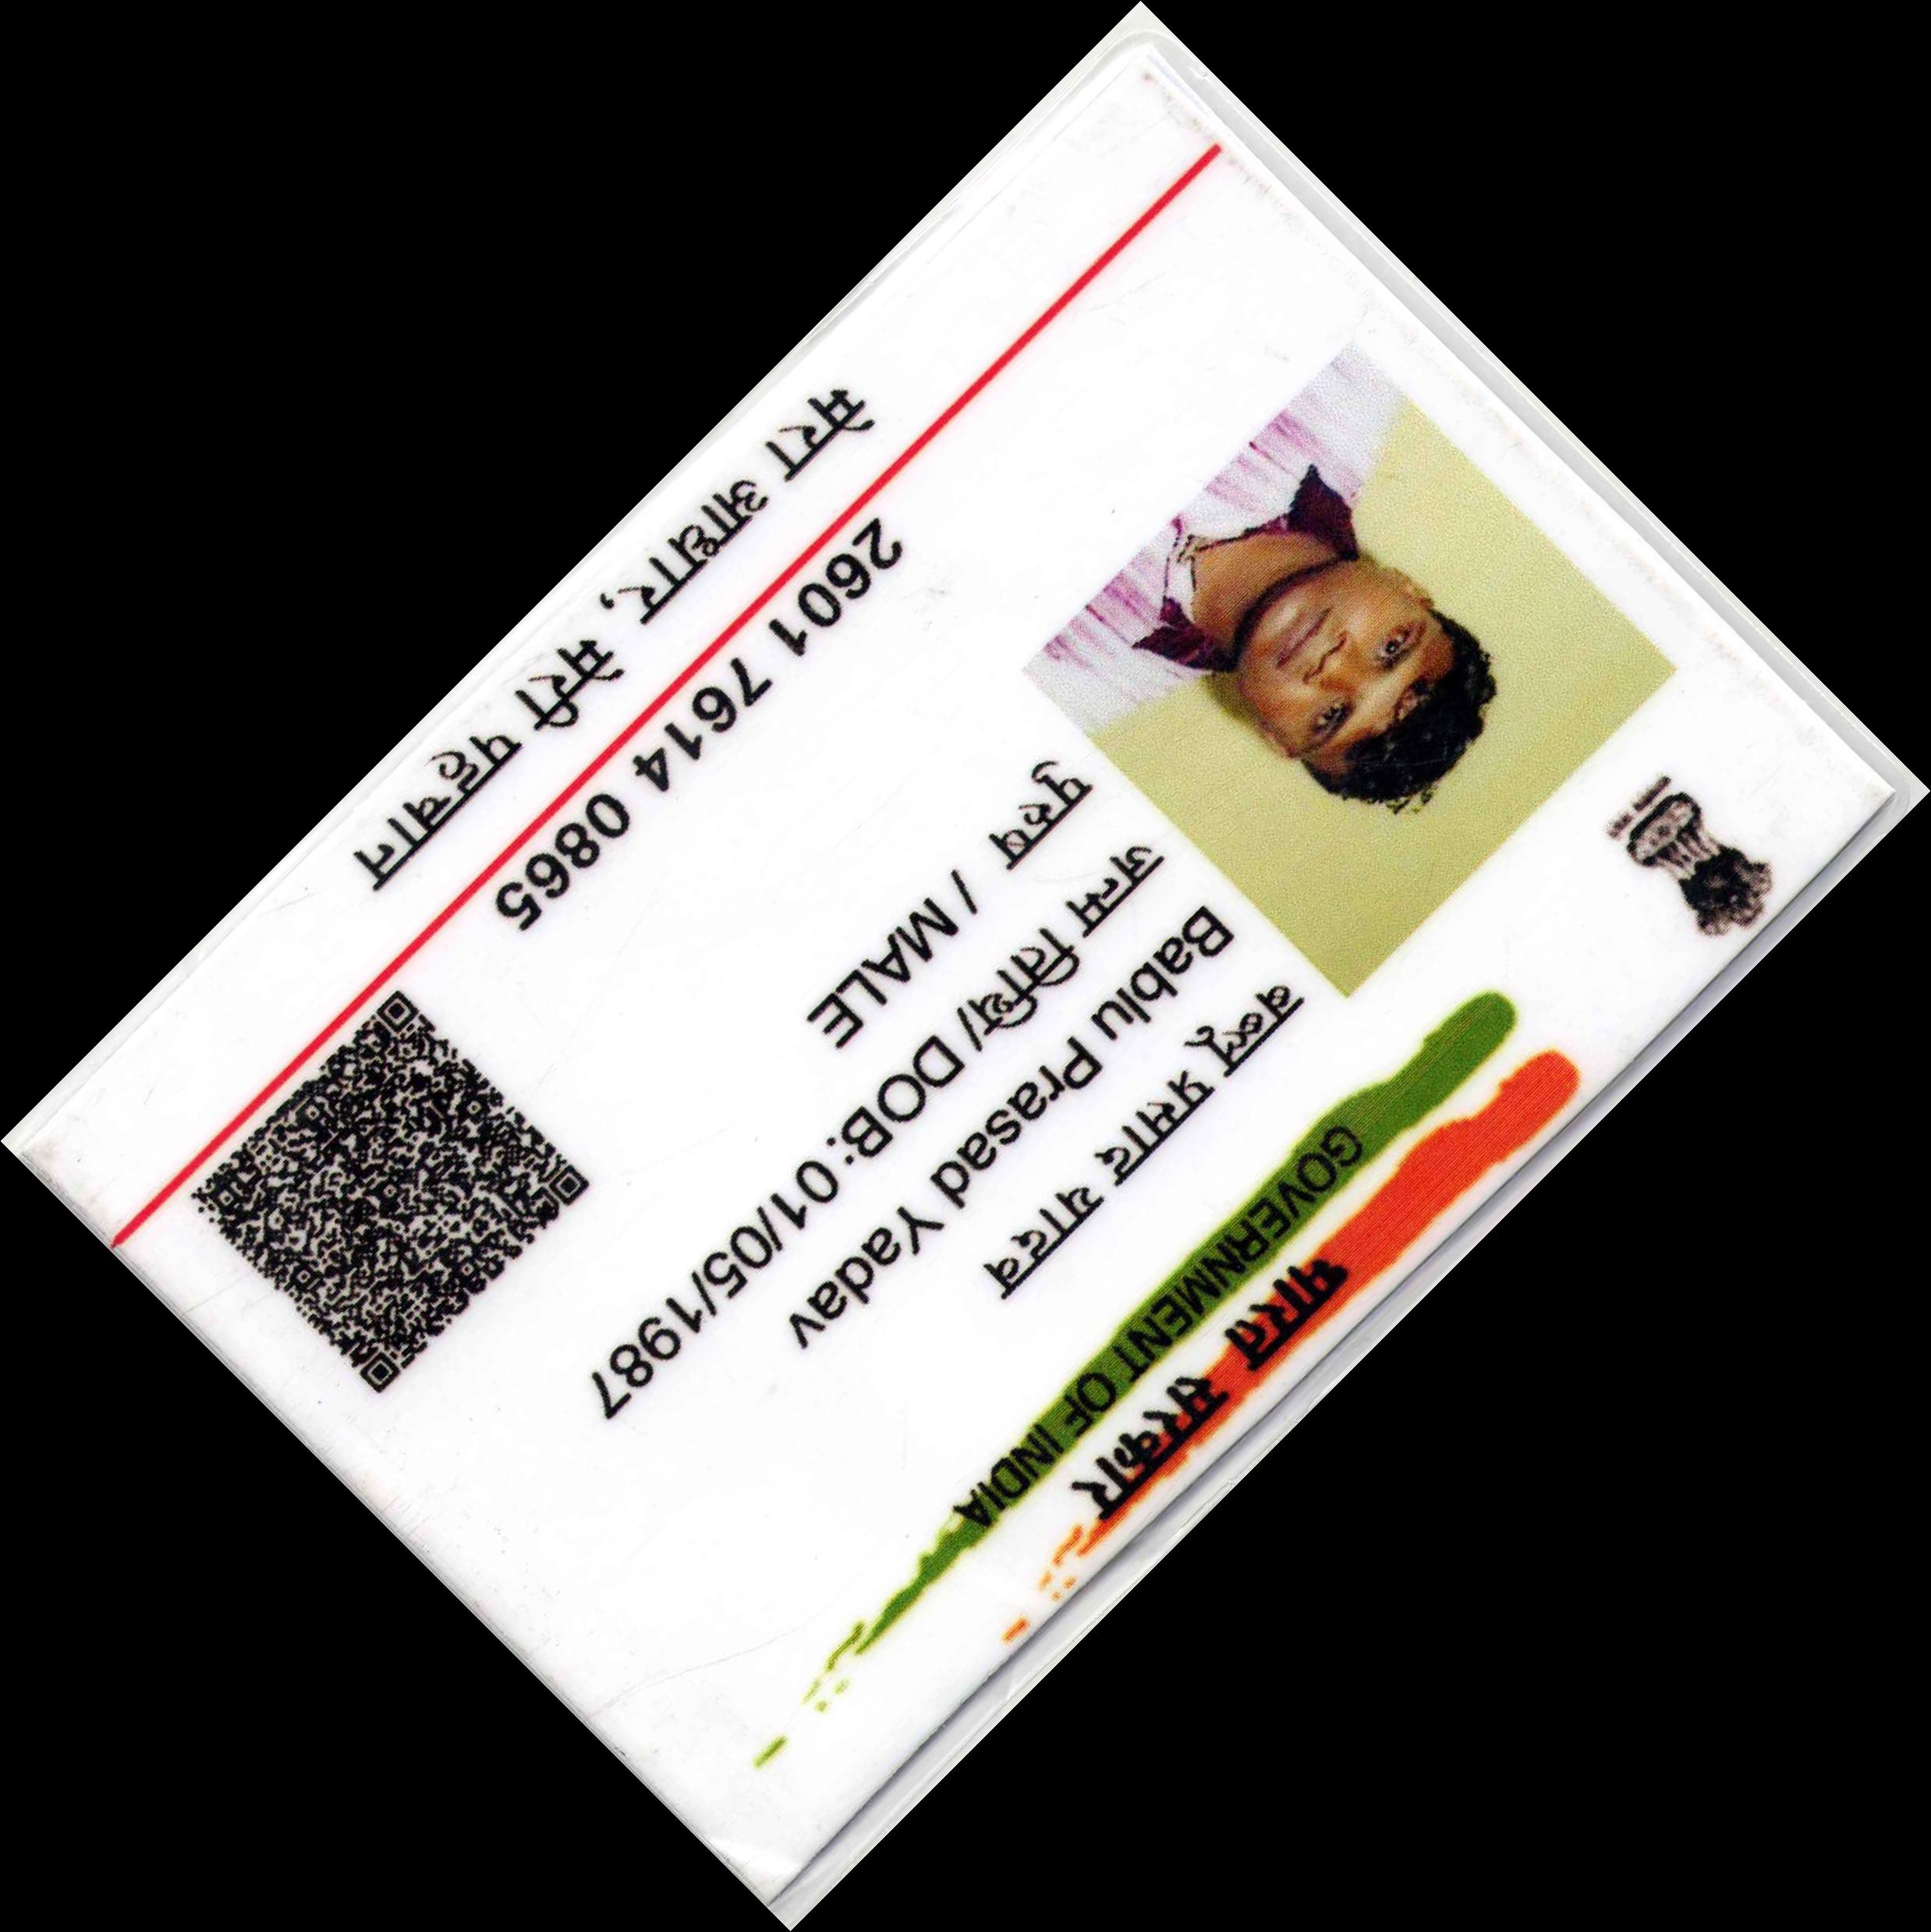 भारत सरकार
GOVERNMENT OF INDIA
बब्लू प्रसाद यादव
Bablu Prasad Yadav
जन्म तिथि/ DOB: 01/05/1987
पुरुष / MALE
2601 7614 0865
मेरा आधार, मेरी पहचान